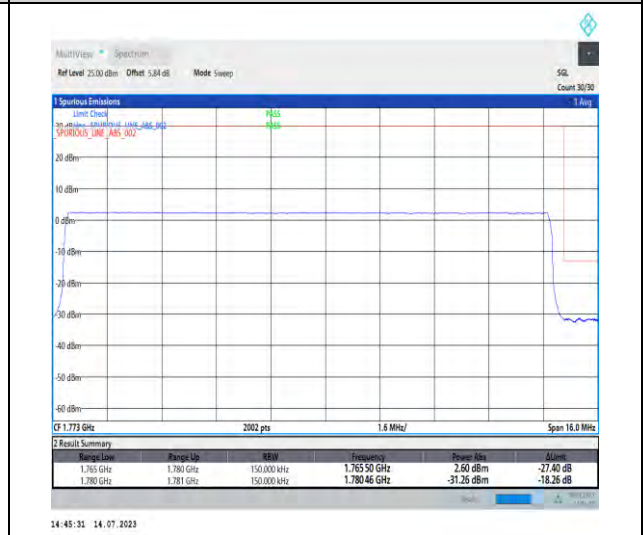 MultiView Spectrum
Ref Level 25.00 dBm Offset 5.84 dB Mode Sweep SGL
Count 30/30
1 Spurious Emissions 1 Avg
Limit Check PASS
SPURIOUS_LINE_ABS_002 PASS
20 dBm
10 dBm
0 dBm
-10 dBm
-20 dBm
-30 dBm
-40 dBm
-50 dBm
-60 dBm
CF 1.773 GHz 2002 pts 1.6 MHz/ Span 16.0 MHz
2 Result Summary
Range Low Range Up RBW Frequency Power Abs ΔLimit
1.765 GHz 1.780 GHz 150.000 kHz 1.765 50 GHz 2.60 dBm -27.40 dB
1.780 GHz 1.781 GHz 150.000 kHz 1.780 46 GHz -31.26 dBm -18.26 dB
14:45:31 14.07.2023